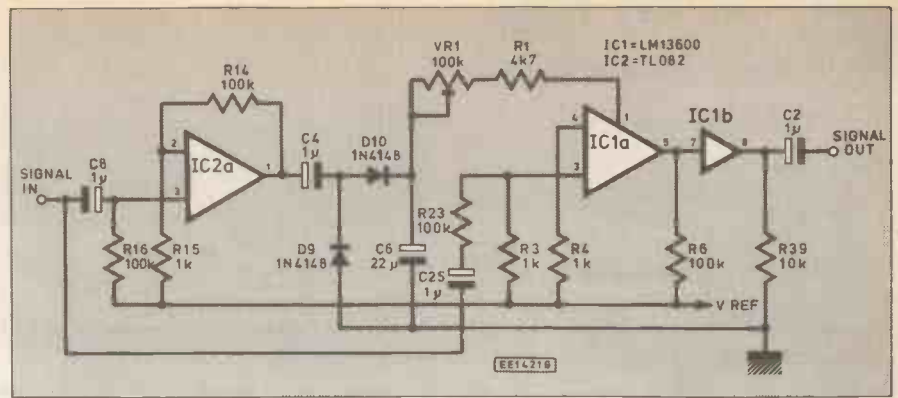 R14
100k
VR1
100k
R1
4k7
IC1=LM13600
IC2=TL082
C8
1µ
SIGNAL
IN
2
3
IC2a
1
C4
1µ
D10
1N4148
4
3
1
IC1a
5
IC1b
7
8
C2
1µ
SIGNAL
OUT
R16
100k
R15
1k
D9
1N4148
C6
22µ
R23
100k
C25
1µ
R3
1k
R4
1k
R6
100k
R39
10k
V REF
EE1421G